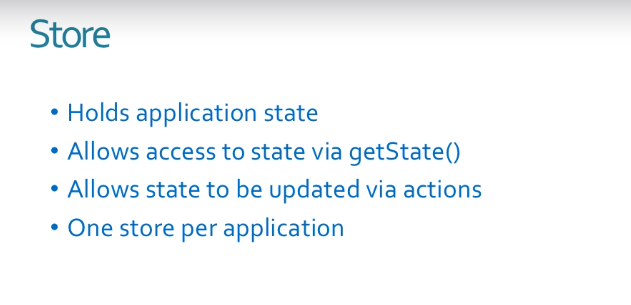 Store
• Holds application state
• Allows access to state via getState()
• Allows state to be updated via actions
• One store per application